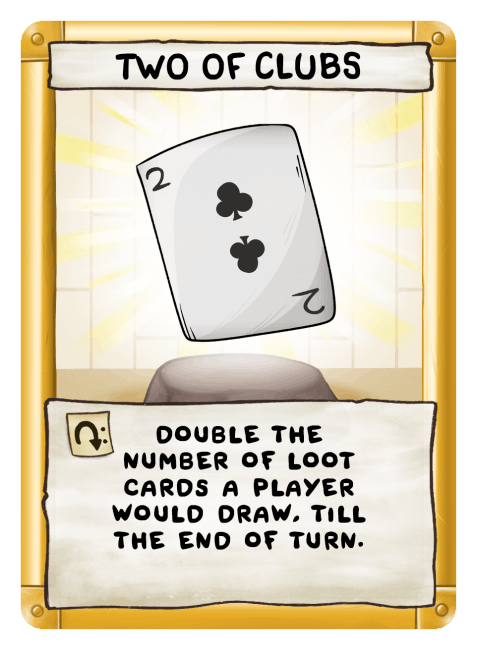 TWO OF CLUBS
2
2
DOUBLE THE
NUMBER OF LOOT
CARDS A PLAYER
WOULD DRAW, TILL
THE END OF TURN.